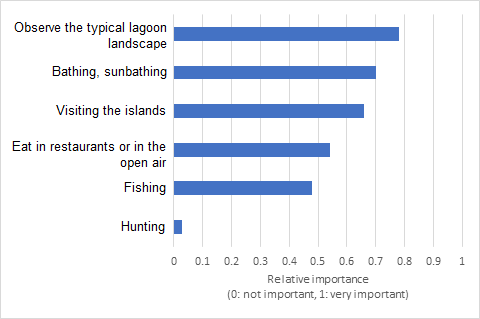 Observe the typical lagoon
landscape
Bathing, sunbathing
Visiting the islands
Eat in restaurants or in the
open air
Fishing
Hunting
0 0.1 0.2 0.3 0.4 0.5 0.6 0.7 0.8 0.9 1
Relative importance
(0: not important, 1: very important)